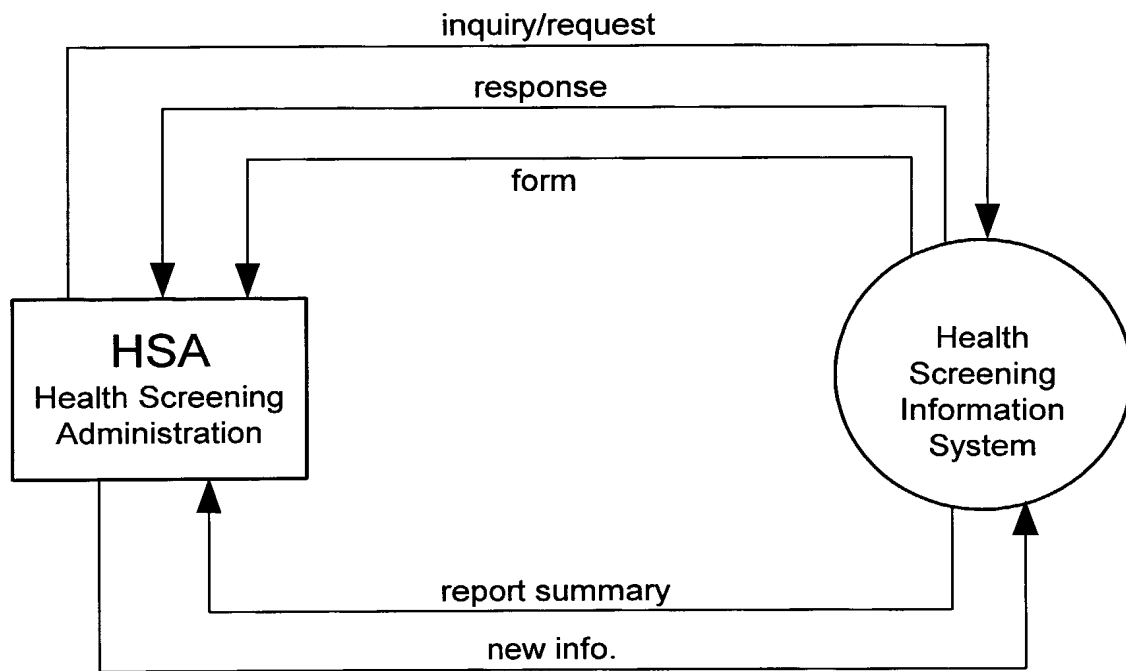 inquiry/request
response
form
HSA
Health Screening
Administration
Health
Screening
Information
System
report summary
new info.